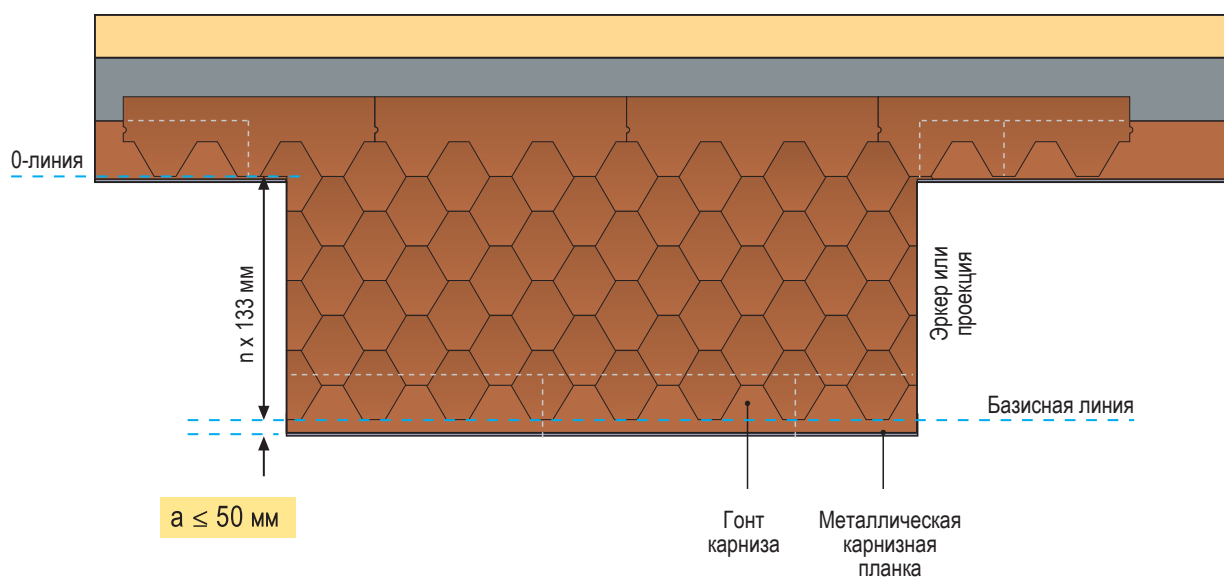 0-линия
n x 133 мм
Эркер или
проекция
Базисная линия
a ≤ 50 мм
Гонт
карниза
Металлическая
карнизная
планка